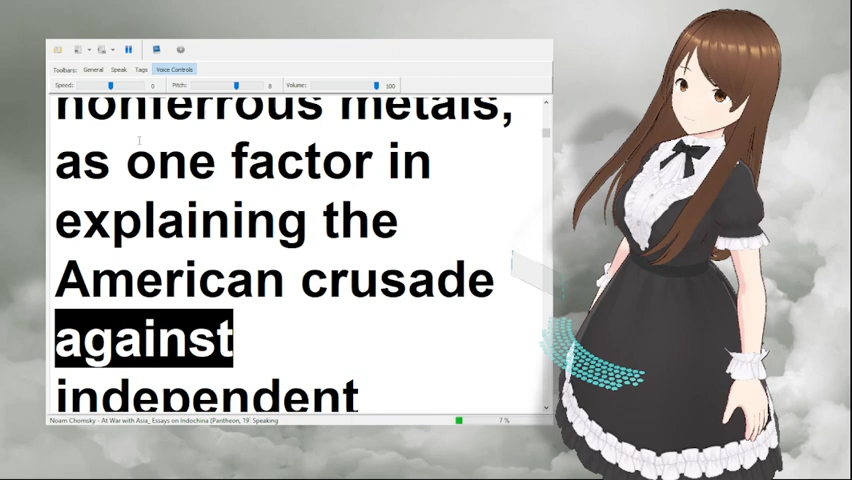 Toolbars: General Speak Tags Voice Controls
Speed: 0 Pitch: 8 Volume: 100
nonferrous metals,
as one factor in
explaining the
American crusade
against
independent
Noam Chomsky - At War with Asia_ Essays on Indochina (Pantheon, 19 Speaking 7 %